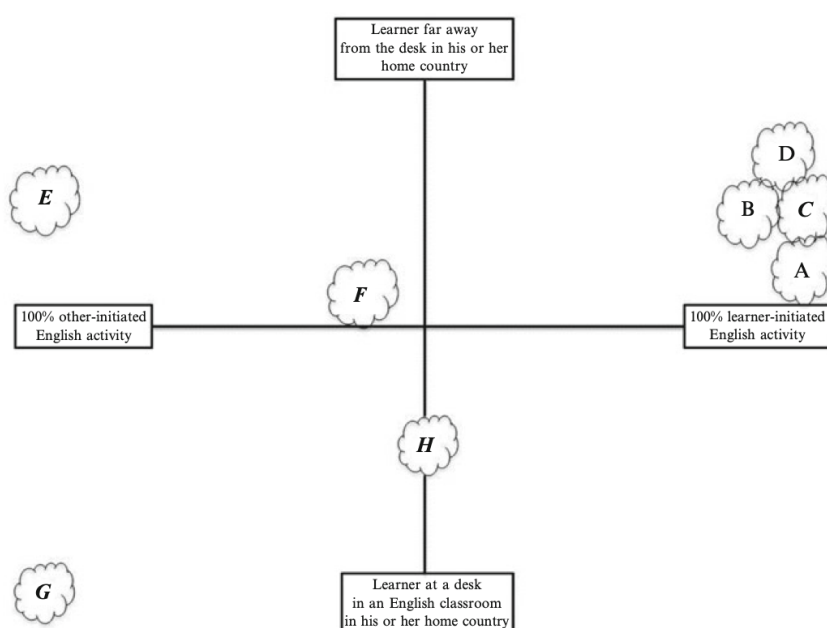 Learner far away
from the desk in his or her
home country
D
E
B
C
A
F
100% other-initiated
English activity
100% learner-initiated
English activity
H
G
Learner at a desk
in an English classroom
in his or her home country